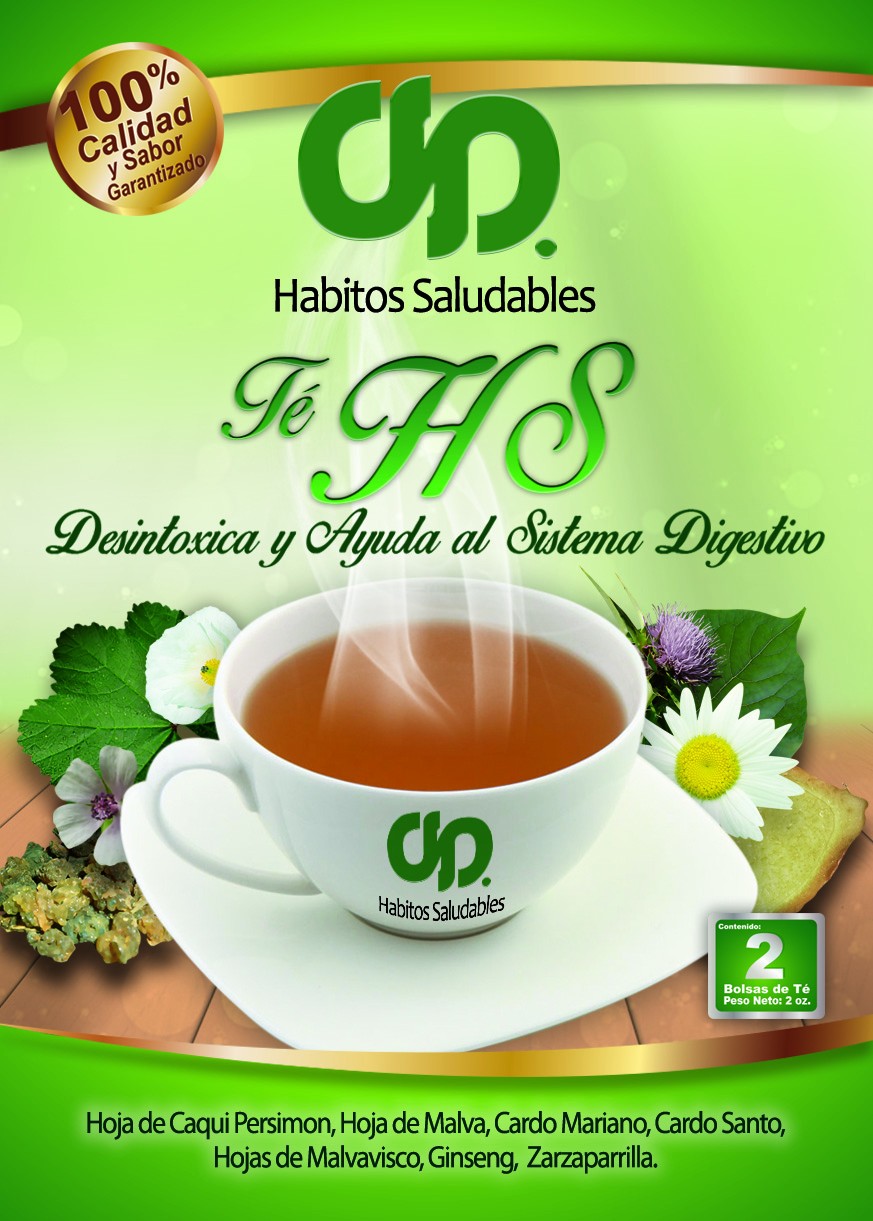 100%
Calidad
y Sabor
Garantizado
Habitos Saludables
Té HS
Desintoxica y Ayuda al Sistema Digestivo
Habitos Saludables
Contenido:
2
Bolsas de Té
Peso Neto: 2 oz.
Hoja de Caqui Persimon, Hoja de Malva, Cardo Mariano, Cardo Santo,
Hojas de Malvavisco, Ginseng, Zarzaparrilla.